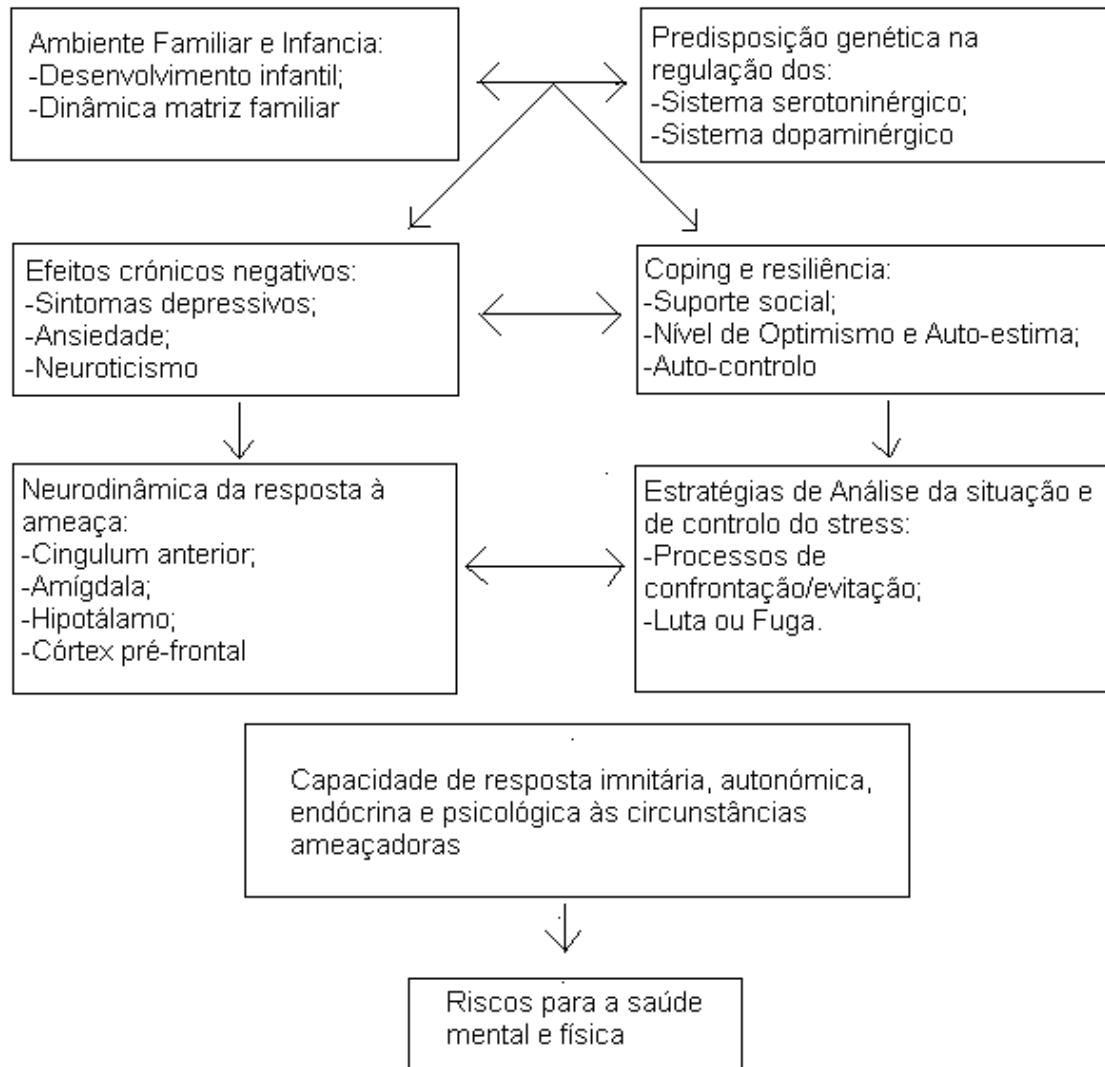 Ambiente Familiar e Infancia:
-Desenvolvimento infantil;
-Dinâmica matriz familiar
Predisposição genética na
regulação dos:
-Sistema serotoninérgico;
-Sistema dopaminérgico
Efeitos crónicos negativos:
-Sintomas depressivos;
-Ansiedade;
-Neuroticismo
Coping e resiliência:
-Suporte social;
-Nível de Optimismo e Auto-estima;
-Auto-controlo
Neurodinâmica da resposta à
ameaça:
-Cingulum anterior;
-Amígdala;
-Hipotálamo;
-Córtex pré-frontal
Estratégias de Análise da situação e
de controlo do stress:
-Processos de
confrontação/evitação;
-Luta ou Fuga.
Capacidade de resposta imnitária, autonómica,
endócrina e psicológica às circunstâncias
ameaçadoras
Riscos para a saúde
mental e física